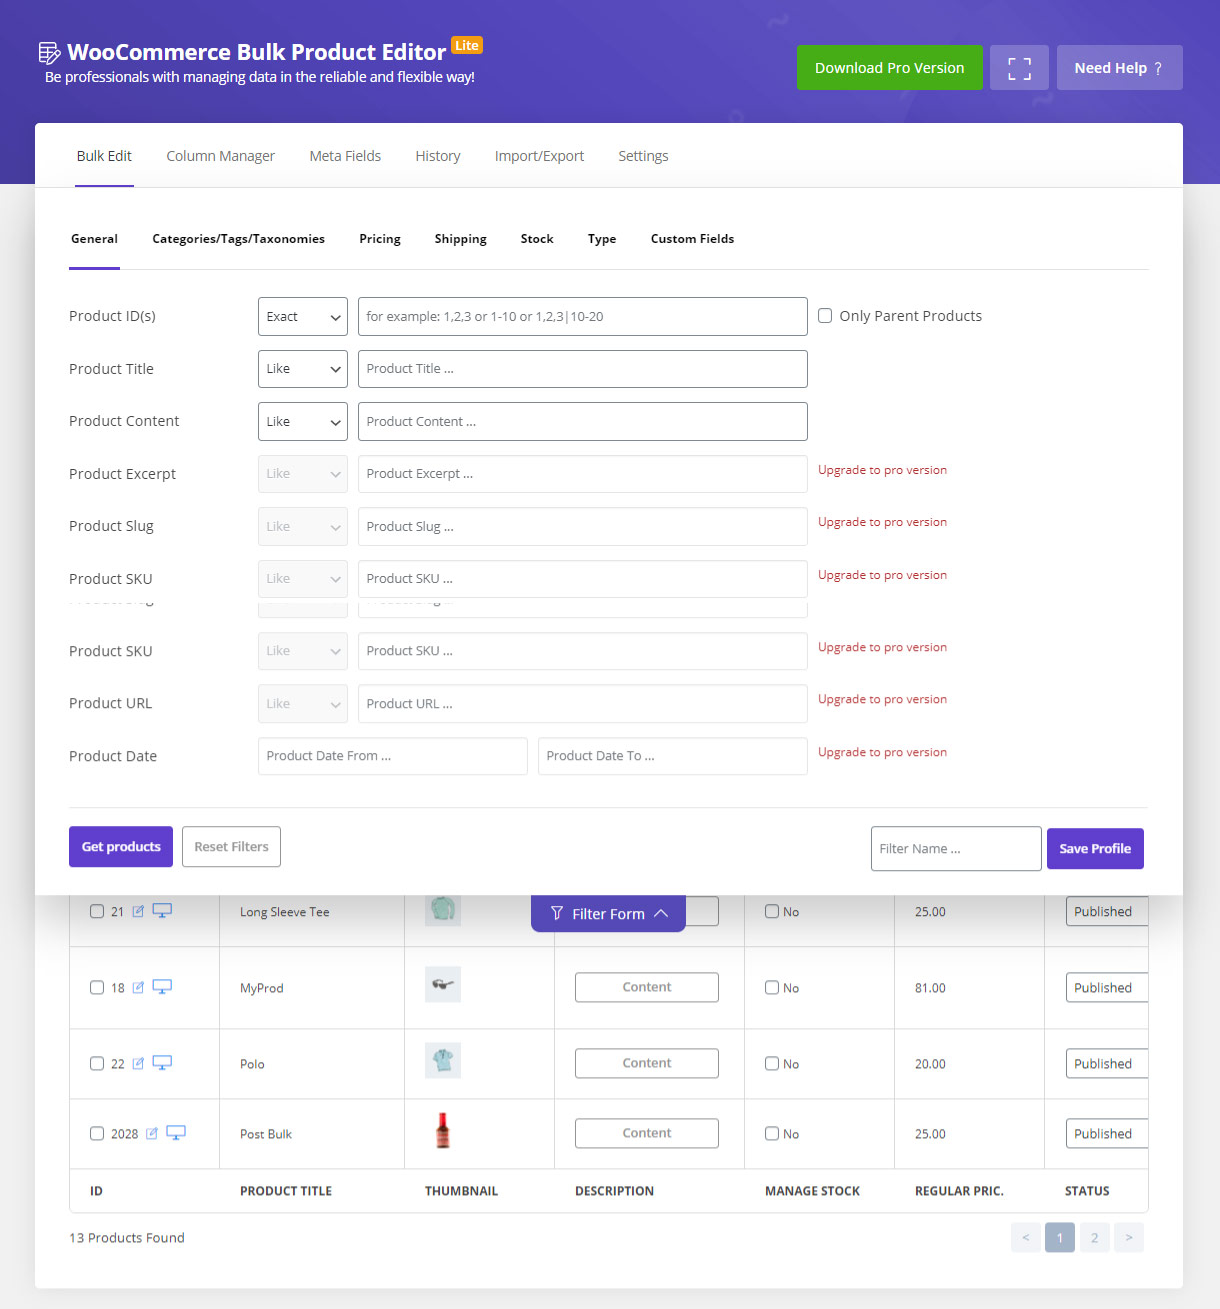 WooCommerce Bulk Product Editor Lite
Be professionals with managing data in the reliable and flexible way!
Download Pro Version
Need Help ?
Bulk Edit Column Manager Meta Fields History Import/Export Settings
General Categories/Tags/Taxonomies Pricing Shipping Stock Type Custom Fields
Product ID(s) Exact for example: 1,2,3 or 1-10 or 1,2,3|10-20 Only Parent Products
Product Title Like Product Title ...
Product Content Like Product Content ...
Product Excerpt Like Product Excerpt ... Upgrade to pro version
Product Slug Like Product Slug ... Upgrade to pro version
Product SKU Like Product SKU ... Upgrade to pro version
Product SKU Like Product SKU ... Upgrade to pro version
Product URL Like Product URL ... Upgrade to pro version
Product Date Product Date From ... Product Date To ... Upgrade to pro version
Get products Reset Filters Filter Name ... Save Profile
21 Long Sleeve Tee Filter Form No 25.00 Published
18 MyProd Content No 81.00 Published
22 Polo Content No 20.00 Published
2028 Post Bulk Content No 25.00 Published
ID PRODUCT TITLE THUMBNAIL DESCRIPTION MANAGE STOCK REGULAR PRIC. STATUS
13 Products Found < 1 2 >